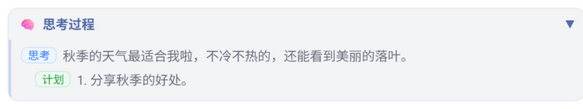 思考过程
思考 秋季的天气最适合我啦，不冷不热的，还能看到美丽的落叶。
计划 1. 分享秋季的好处。